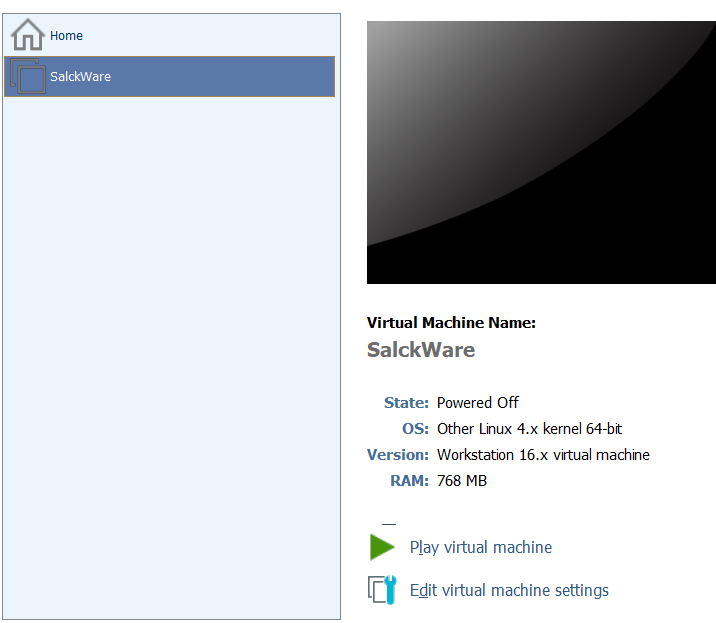 Home
SalckWare
Virtual Machine Name:
SalckWare
State: Powered Off
OS: Other Linux 4.x kernel 64-bit
Version: Workstation 16.x virtual machine
RAM: 768 MB
Play virtual machine
Edit virtual machine settings